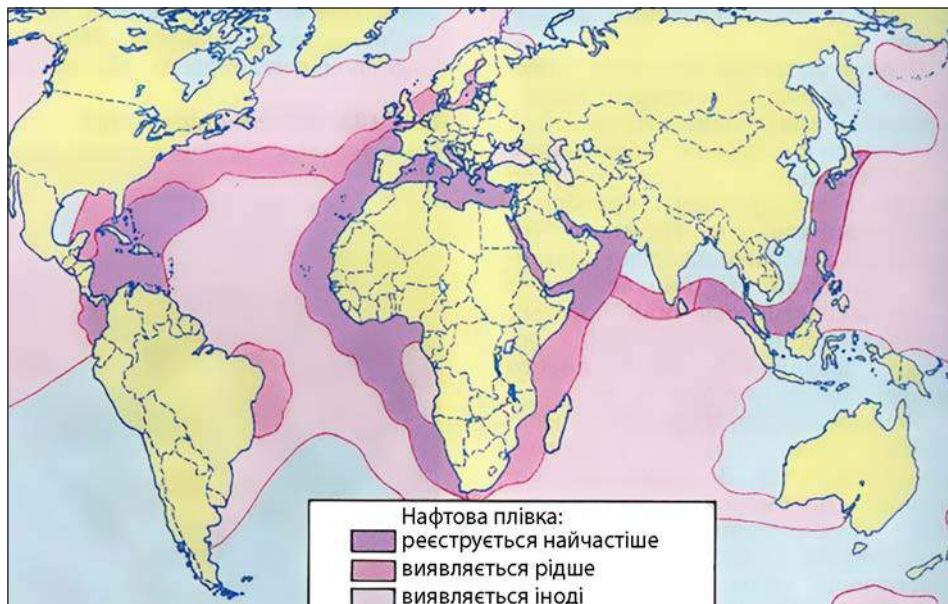 Нафтова плівка:
реєструється найчастіше
виявляється рідше
виявляється іноді